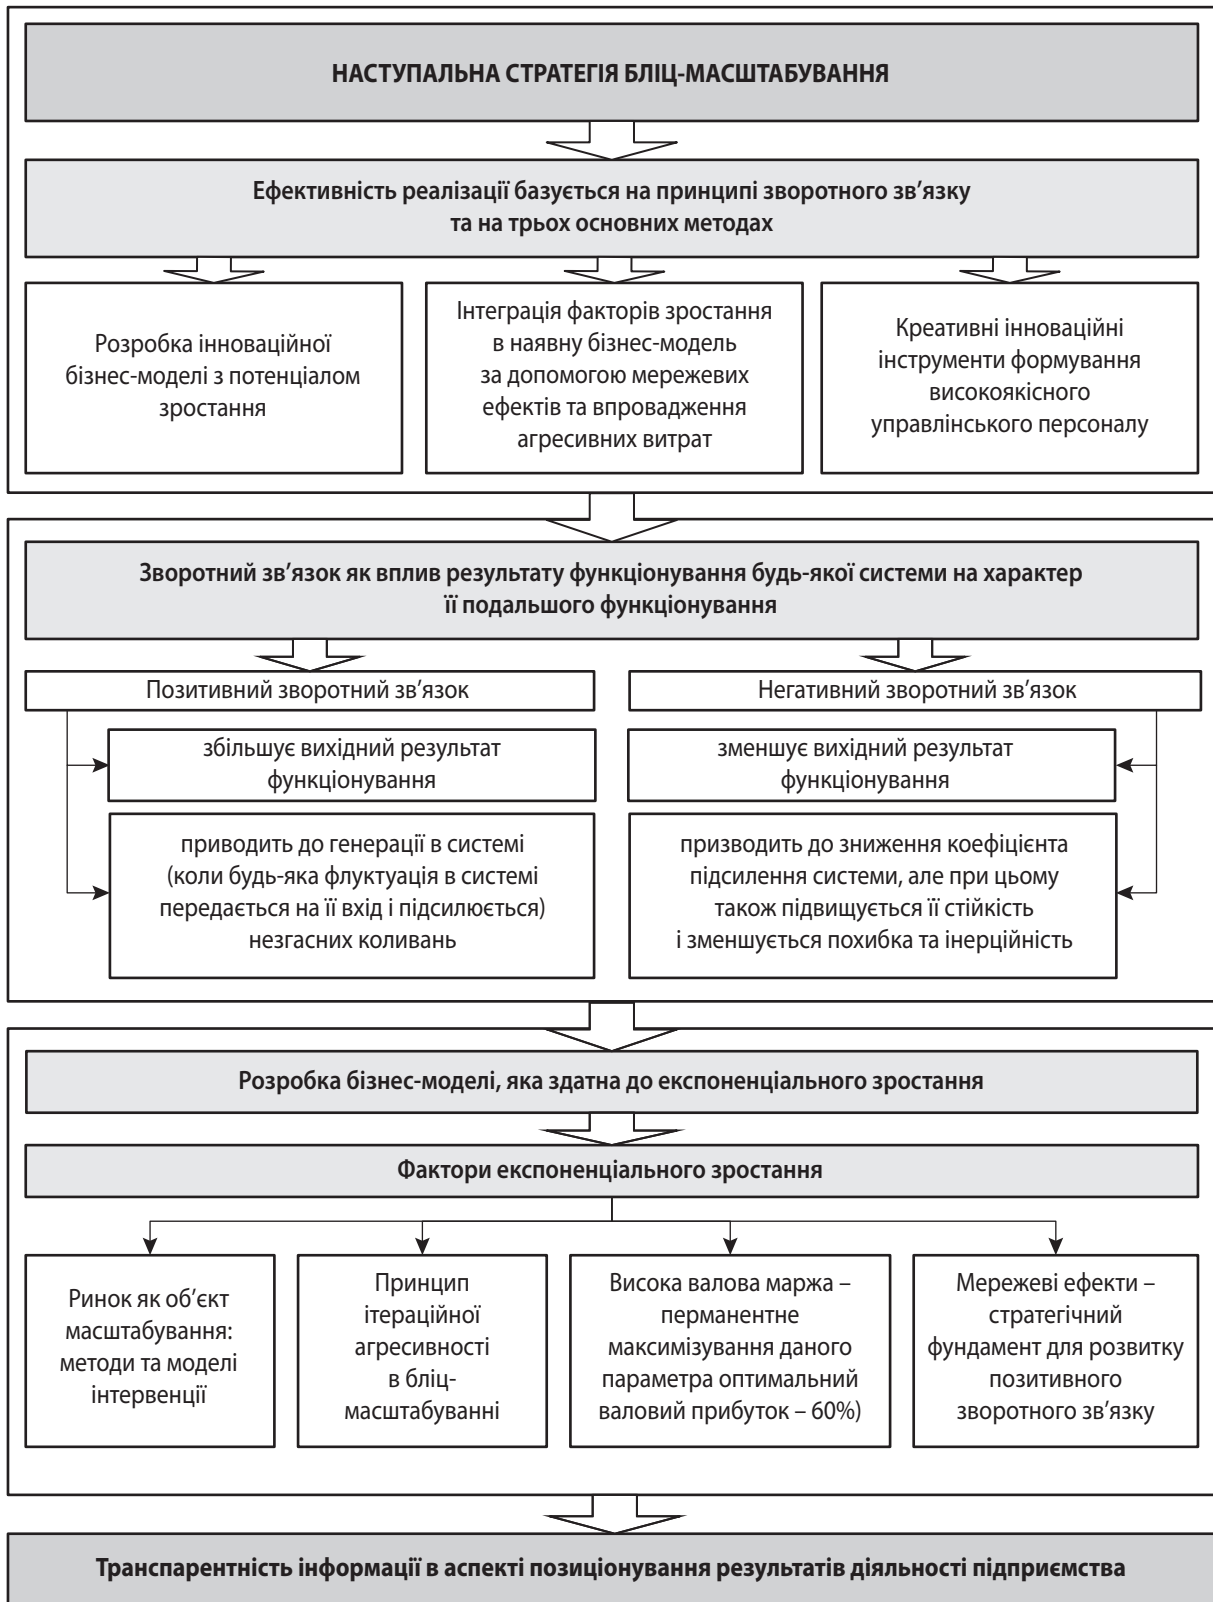 НАСТУПАЛЬНА СТРАТЕГІЯ БЛІЦ-МАСШТАБУВАННЯ
Ефективність реалізації базується на принципі зворотного зв’язку
та на трьох основних методах
Розробка інноваційної
бізнес-моделі з потенціалом
зростання
Інтеграція факторів зростання
в наявну бізнес-модель
за допомогою мережевих
ефектів та впровадження
агресивних витрат
Креативні інноваційні
інструменти формування
високоякісного
управлінського персоналу
Зворотний зв’язок як вплив результату функціонування будь-якої системи на характер
її подальшого функціонування
Позитивний зворотний зв’язок
збільшує вихідний результат
функціонування
приводить до генерації в системі
(коли будь-яка флуктуація в системі
передається на її вхід і підсилюється)
незгасних коливань
Негативний зворотний зв’язок
зменшує вихідний результат
функціонування
призводить до зниження коефіцієнта
підсилення системи, але при цьому
також підвищується її стійкість
і зменшується похибка та інерційність
Розробка бізнес-моделі, яка здатна до експоненціального зростання
Фактори експоненціального зростання
Ринок як об’єкт
масштабування:
методи та моделі
інтервенції
Принцип
ітераційної
агресивності
в бліц-
масштабуванні
Висока валова маржа –
перманентне
максимізування даного
параметра оптимальний
валовий прибуток – 60%)
Мережеві ефекти –
стратегічний
фундамент для розвитку
позитивного
зворотного зв’язку
Транспарентність інформації в аспекті позиціонування результатів діяльності підприємства